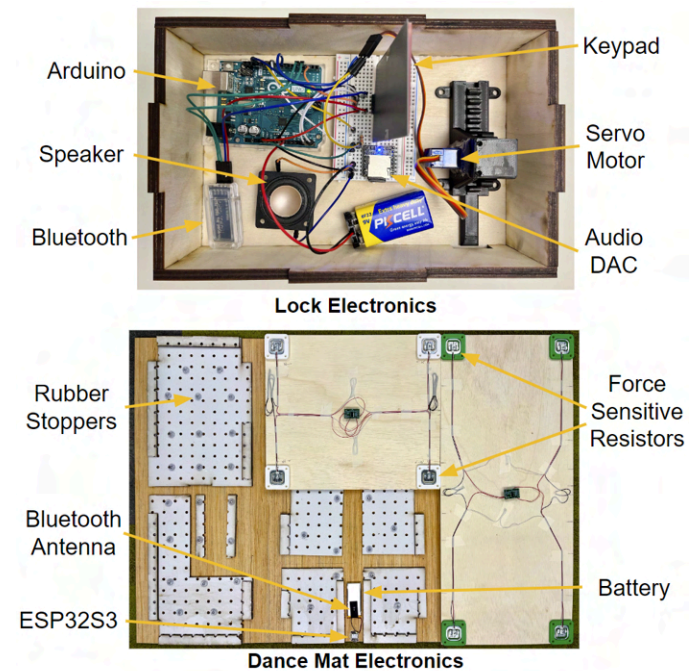 Arduino
Keypad
Speaker
Servo
Motor
Bluetooth
Audio
DAC
PKCELL
Lock Electronics
Rubber
Stoppers
Force
Sensitive
Resistors
Bluetooth
Antenna
Battery
ESP32S3
Dance Mat Electronics